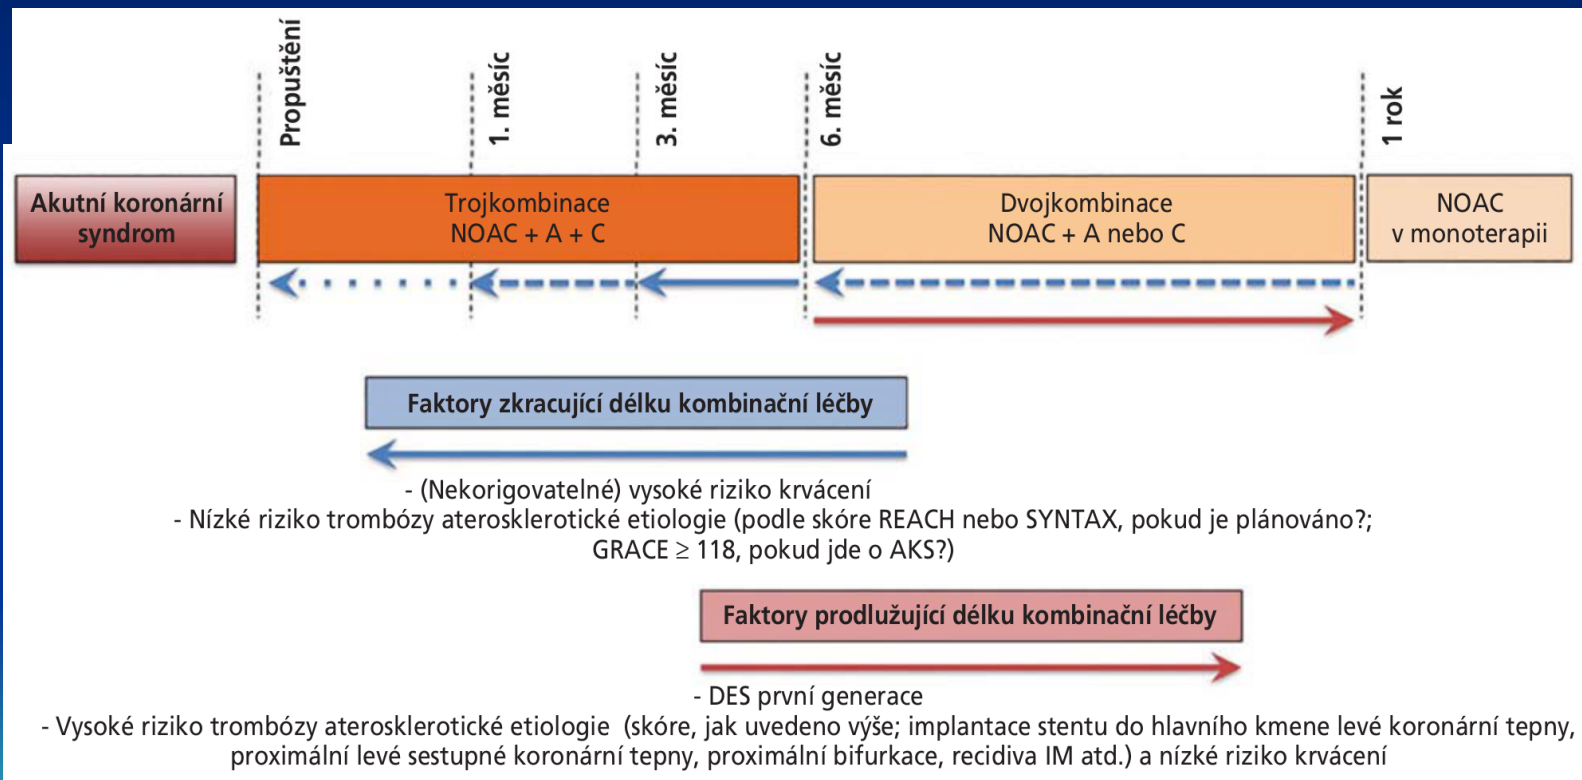 Propuštění
1. měsíc
3. měsíc
6. měsíc
1 rok
Akutní koronární
syndrom
Trojkombinace
NOAC + A + C
Dvojkombinace
NOAC + A nebo C
NOAC
v monoterapii
Faktory zkracující délku kombinační léčby
- (Nekorigovatelné) vysoké riziko krvácení
- Nízké riziko trombózy aterosklerotické etiologie (podle skóre REACH nebo SYNTAX, pokud je plánováno?;
GRACE ≥ 118, pokud jde o AKS?)
Faktory prodlužující délku kombinační léčby
- DES první generace
- Vysoké riziko trombózy aterosklerotické etiologie (skóre, jak uvedeno výše; implantace stentu do hlavního kmene levé koronární tepny,
proximální levé sestupné koronární tepny, proximální bifurkace, recidiva IM atd.) a nízké riziko krvácení